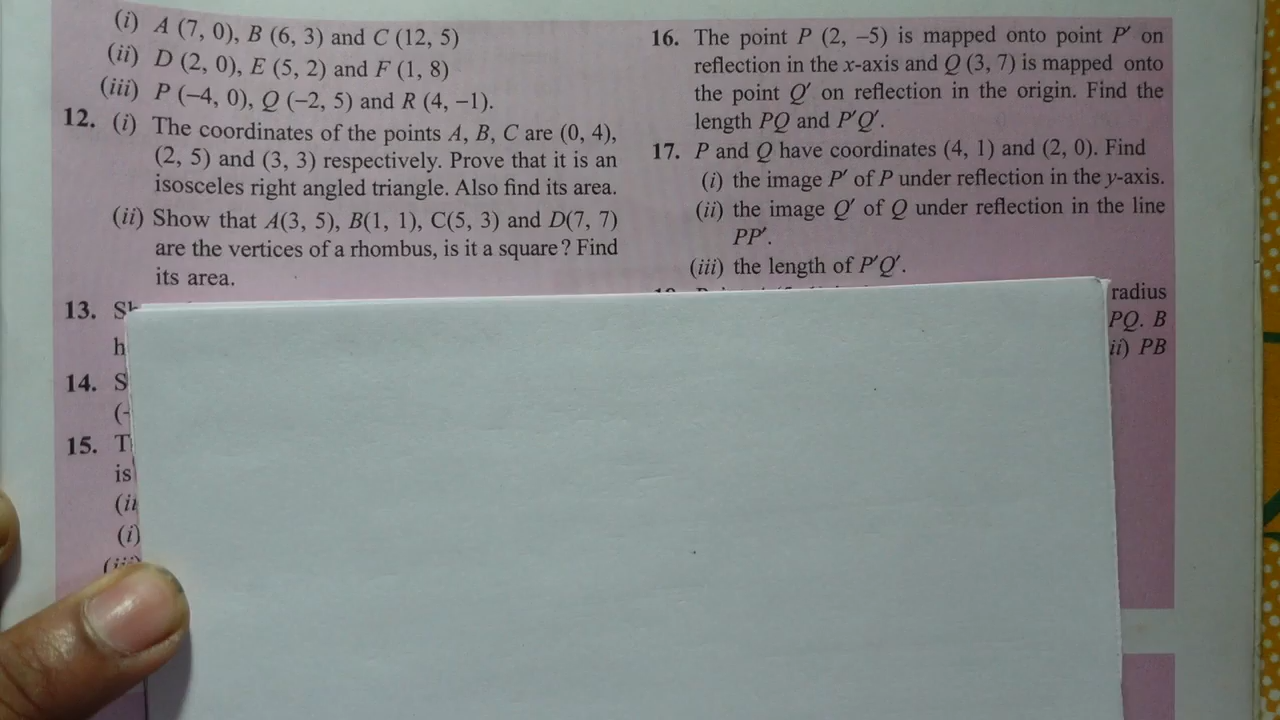 (i) A (7, 0), B (6, 3) and C (12, 5)
(ii) D (2, 0), E (5, 2) and F (1, 8)
(iii) P (–4, 0), Q (–2, 5) and R (4, –1).
12. (i) The coordinates of the points A, B, C are (0, 4),
(2, 5) and (3, 3) respectively. Prove that it is an
isosceles right angled triangle. Also find its area.
(ii) Show that A(3, 5), B(1, 1), C(5, 3) and D(7, 7)
are the vertices of a rhombus, is it a square? Find
its area.
13.
14. S
(–
15. T
is
(ii
(i)
16. The point P (2, –5) is mapped onto point P′ on
reflection in the x-axis and Q (3, 7) is mapped onto
the point Q′ on reflection in the origin. Find the
length PQ and P′Q′.
17. P and Q have coordinates (4, 1) and (2, 0). Find
(i) the image P′ of P under reflection in the y-axis.
(ii) the image Q′ of Q under reflection in the line
PP′.
(iii) the length of P′Q′.
radius
PQ. B
ii) PB